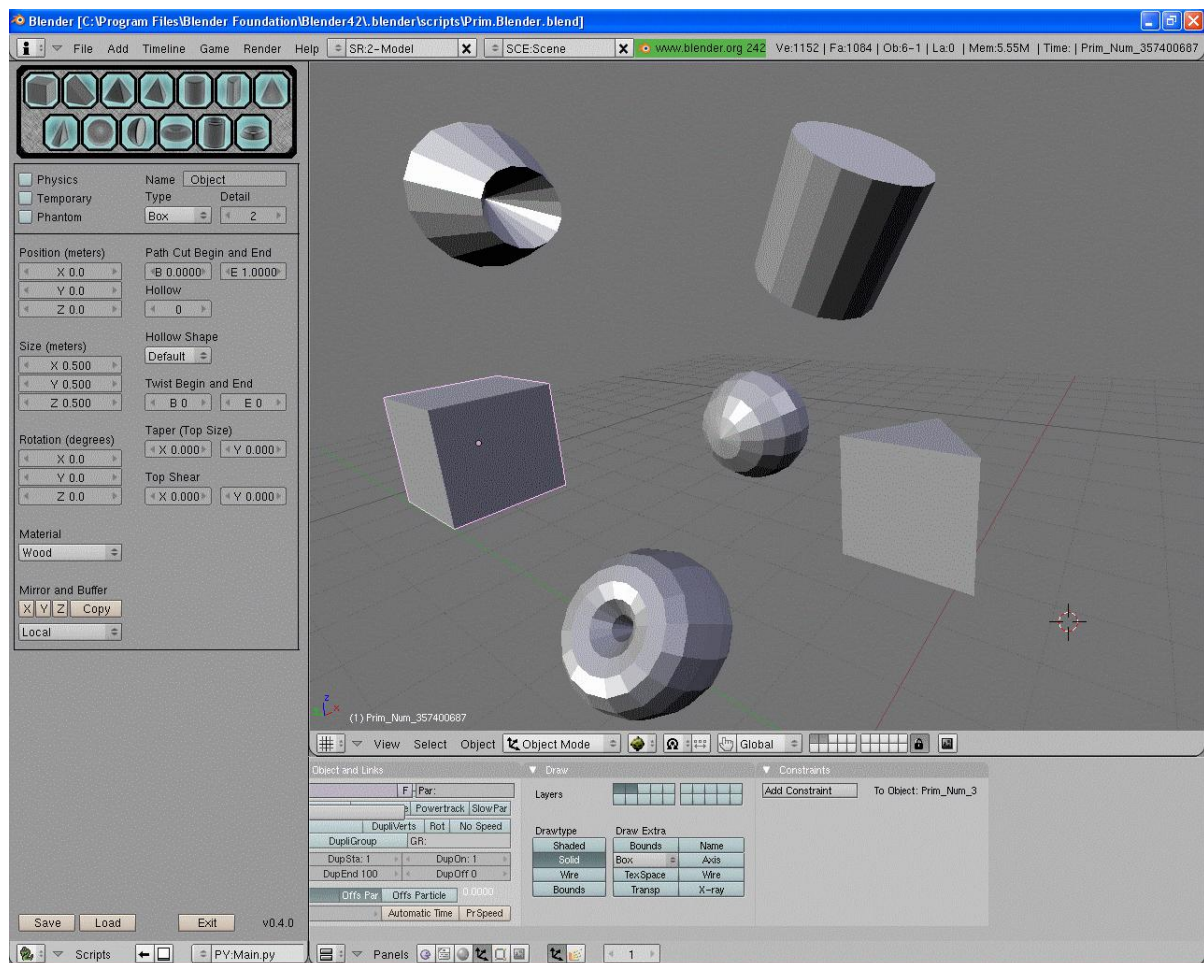 Blender [C:\Program Files\Blender Foundation\Blender42\.blender\scripts\Prim.Blender.blend]
File Add Timeline Game Render Help SR:2-Model X SCE:Scene X www.blender.org 242 Ve:1152 | Fa:1084 | Ob:6-1 | La:0 | Mem:5.55M | Time: | Prim_Num_357400687
Physics
Temporary
Phantom
Name Object
Type Detail
Box 2
Position (meters)
X 0.0
Y 0.0
Z 0.0
Path Cut Begin and End
B 0.0000 E 1.0000
Hollow
0
Hollow Shape
Default
Size (meters)
X 0.500
Y 0.500
Z 0.500
Twist Begin and End
B 0 E 0
Taper (Top Size)
X 0.000 Y 0.000
Rotation (degrees)
X 0.0
Y 0.0
Z 0.0
Top Shear
X 0.000 Y 0.000
Material
Wood
Mirror and Buffer
X Y Z Copy
Local
Save Load Exit v0.4.0
Scripts PY:Main.py
z
x
(1) Prim_Num_357400687
View Select Object Object Mode Global
Object and Links
F Par:
e Powertrack SlowPar
DupliVerts Rot No Speed
DupliGroup GR:
DupSta: 1 DupOn: 1
DupEnd 100 DupOff 0
Offs Par Offs Particle 0.0000
Automatic Time PrSpeed
Draw
Layers
Drawtype
Shaded
Solid
Wire
Bounds
Draw Extra
Bounds Name
Box Axis
TexSpace Wire
Transp X-ray
Constraints
Add Constraint To Object: Prim_Num_3
Panels 1